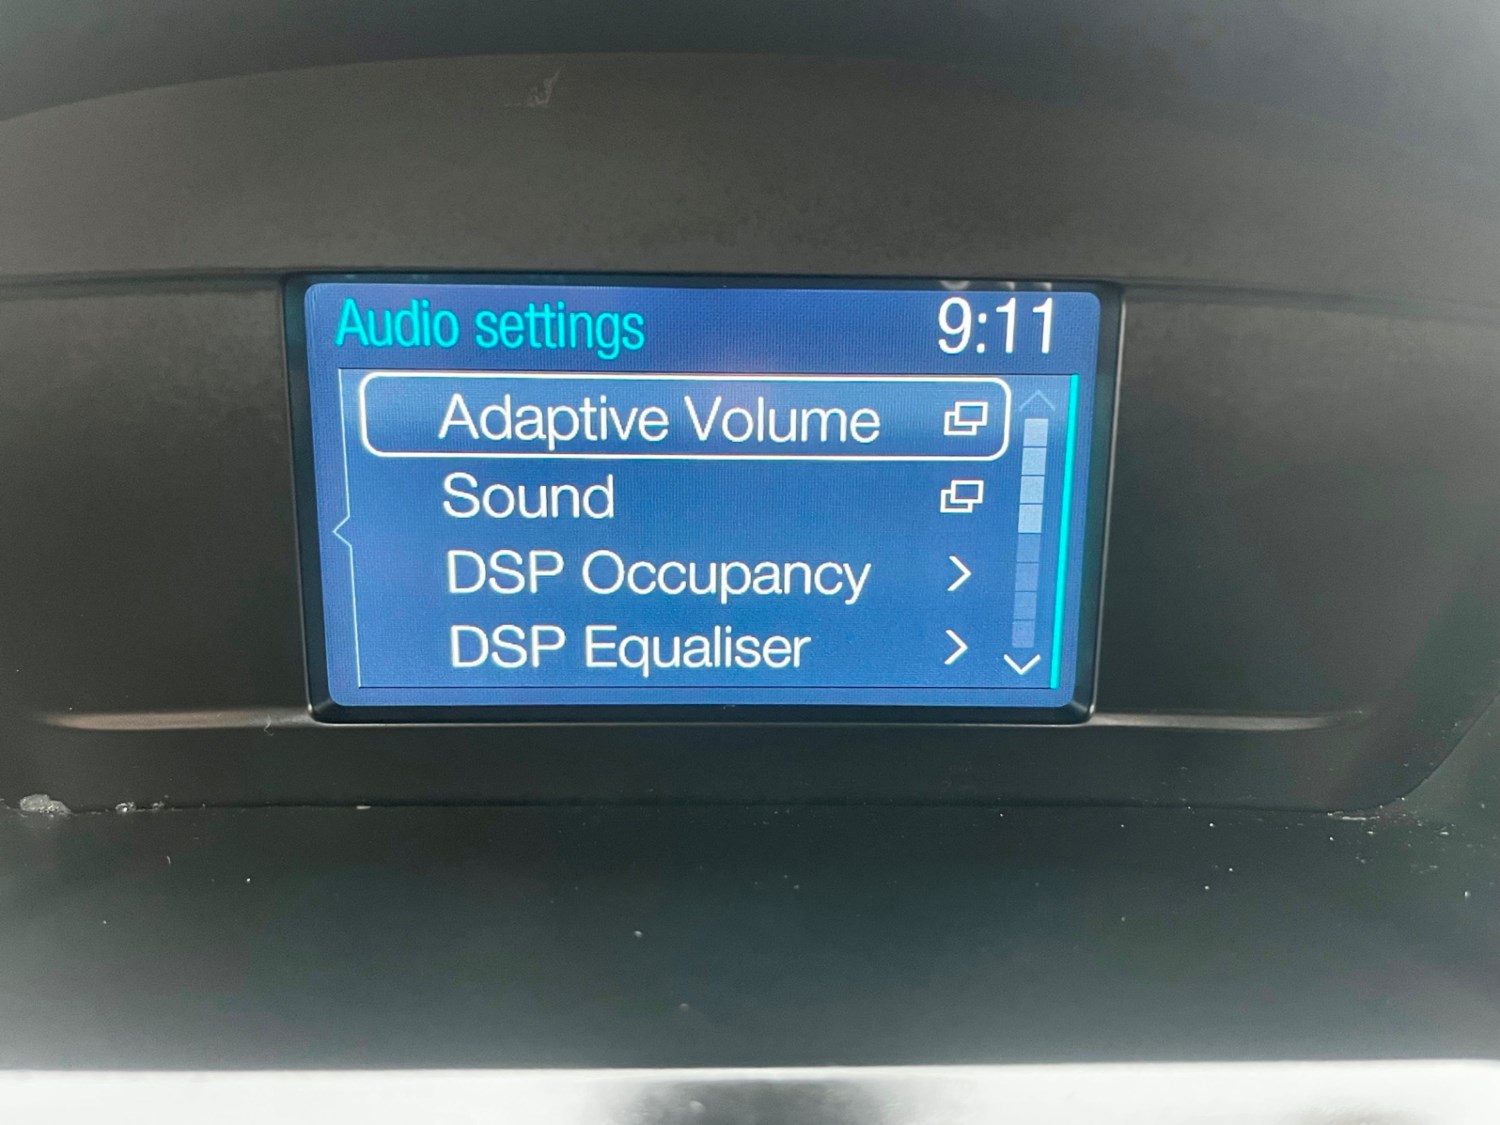 Audio settings 9:11
Adaptive Volume
Sound
DSP Occupancy
DSP Equaliser